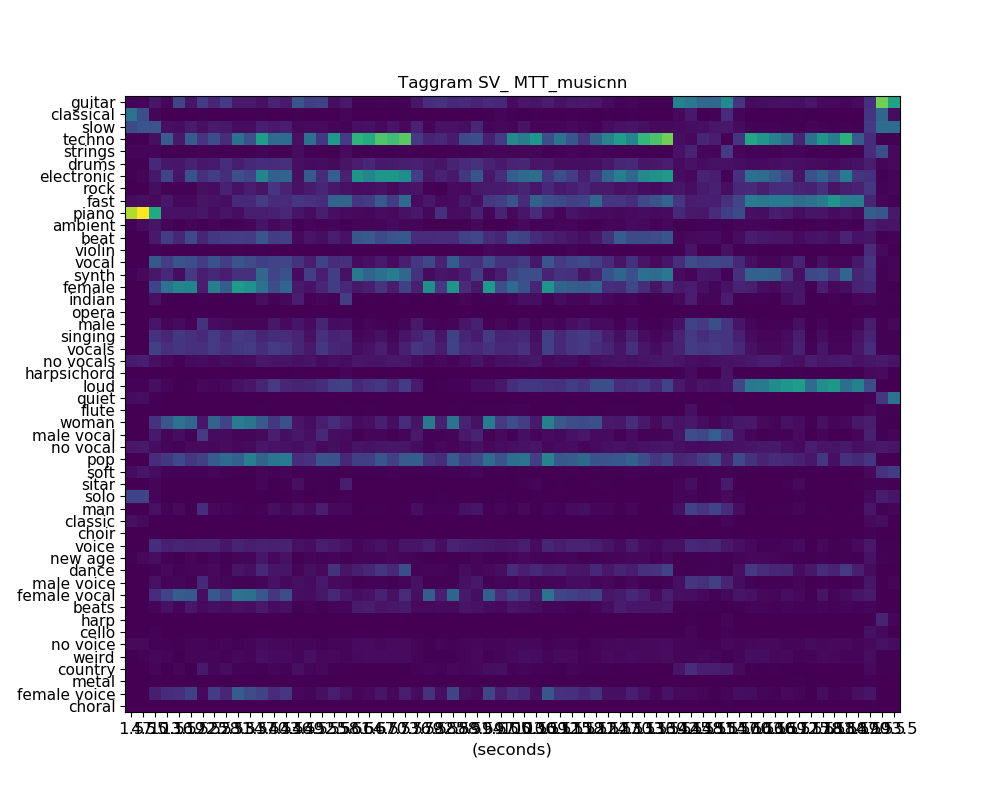 Taggram SV_ MTT_musicnn
guitar
classical
slow
techno
strings
drums
electronic
rock
fast
piano
ambient
beat
violin
vocal
synth
female
indian
opera
male
singing
vocals
no vocals
harpsichord
loud
quiet
flute
woman
male vocal
no vocal
pop
soft
sitar
solo
man
classic
choir
voice
new age
dance
male voice
female vocal
beats
harp
cello
no voice
weird
country
metal
female voice
choral
(seconds)